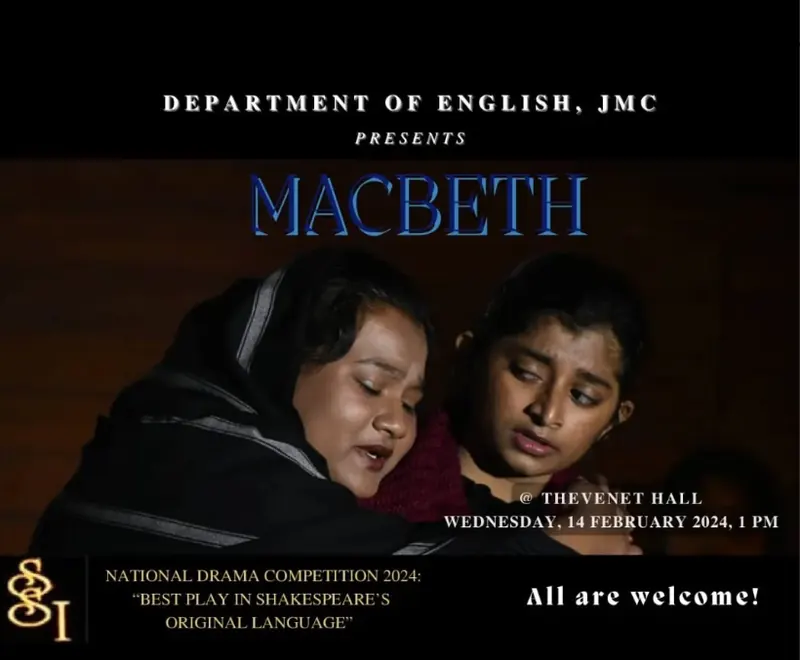 DEPARTMENT OF ENGLISH, JMC
PRESENTS
MACBETH
@ THEVENET HALL
WEDNESDAY, 14 FEBRUARY 2024, 1 PM
SSI
NATIONAL DRAMA COMPETITION 2024:
“BEST PLAY IN SHAKESPEARE’S
ORIGINAL LANGUAGE”
All are welcome!